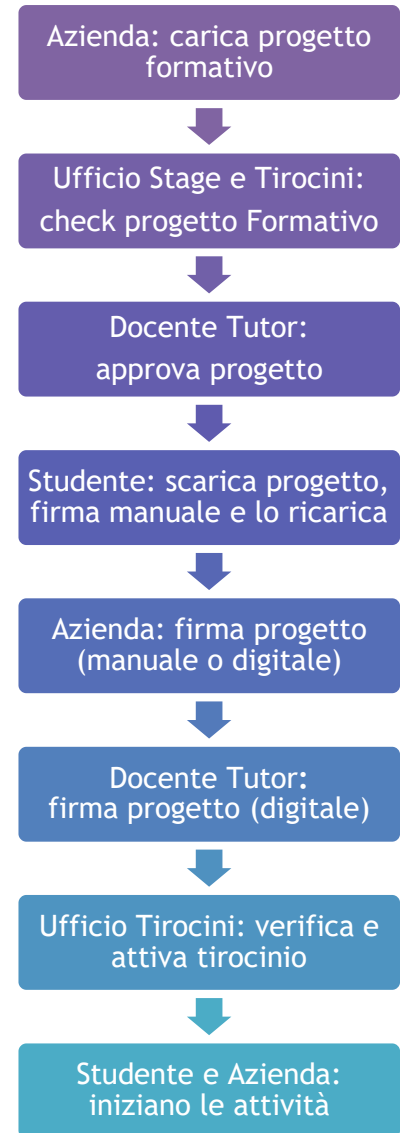 Azienda: carica progetto
formativo
Ufficio Stage e Tirocini:
check progetto Formativo
Docente Tutor:
approva progetto
Studente: scarica progetto,
firma manuale e lo ricarica
Azienda: firma progetto
(manuale o digitale)
Docente Tutor:
firma progetto (digitale)
Ufficio Tirocini: verifica e
attiva tirocinio
Studente e Azienda:
iniziano le attività